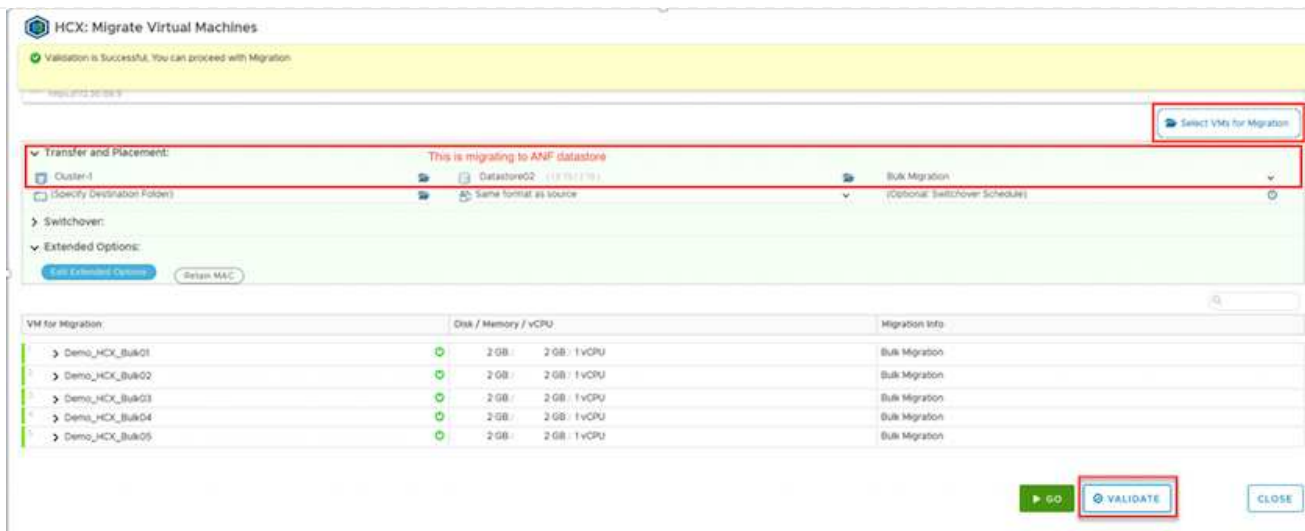 HCX: Migrate Virtual Machines
Validation is Successful, You can proceed with Migration
Select VMs for Migration
Transfer and Placement:
This is migrating to ANF datastore
Cluster-1 Datastore02 Bulk Migration
(Specify Destination Folder) Same format as source (Optional: Switchover Schedule)
Switchover:
Extended Options:
Edit Extended Options Retain MAC
VM for Migration Disk / Memory / vCPU Migration Info
1 Demo_HCX_Bulk01 2 GB / 2 GB / 1 vCPU Bulk Migration
2 Demo_HCX_Bulk02 2 GB / 2 GB / 1 vCPU Bulk Migration
3 Demo_HCX_Bulk03 2 GB / 2 GB / 1 vCPU Bulk Migration
4 Demo_HCX_Bulk04 2 GB / 2 GB / 1 vCPU Bulk Migration
5 Demo_HCX_Bulk05 2 GB / 2 GB / 1 vCPU Bulk Migration
GO VALIDATE CLOSE